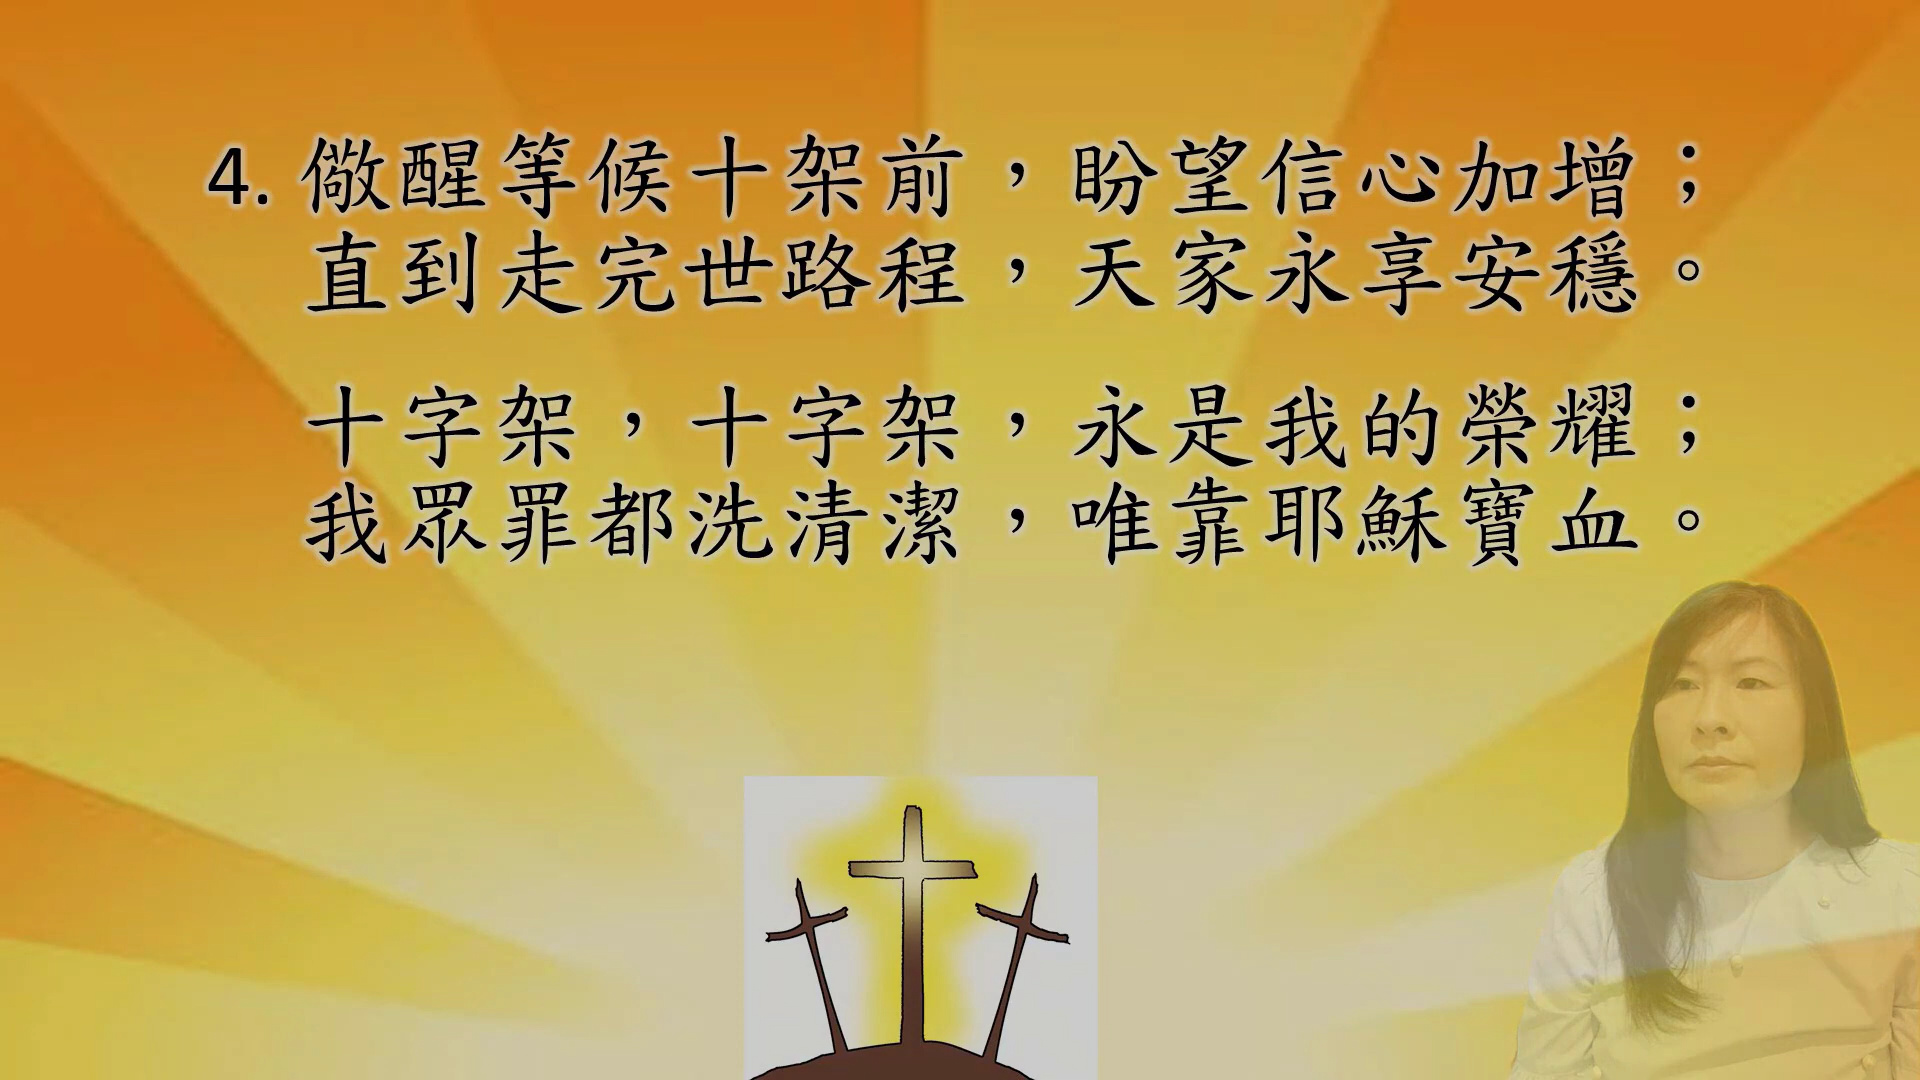 4. 儆醒等候十架前，盼望信心加增；
直到走完世路程，天家永享安穩。
十字架，十字架，永是我的榮耀；
我眾罪都洗清潔，唯靠耶穌寶血。